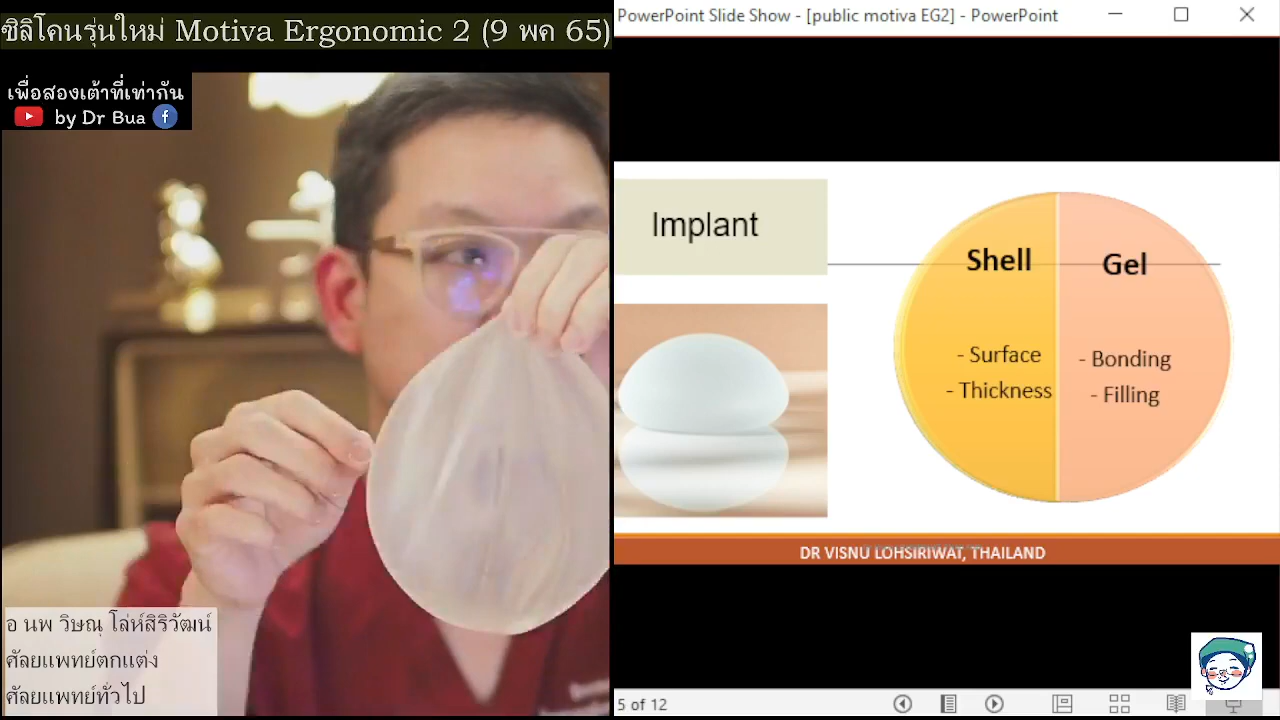 ซิลิโคนรุ่นใหม่ Motiva Ergonomic 2 (9 พค 65)
เพื่อสองเต้าที่เท่ากัน
by Dr Bua
อ นพ วิษณุ โล่ห์สิริวัฒน์
ศัลยแพทย์ตกแต่ง
ศัลยแพทย์ทั่วไป
PowerPoint Slide Show - [public motiva EG2] - PowerPoint
Implant
Shell
- Surface
- Thickness
Gel
- Bonding
- Filling
DR VISNU LOHSIRIWAT, THAILAND
5 of 12